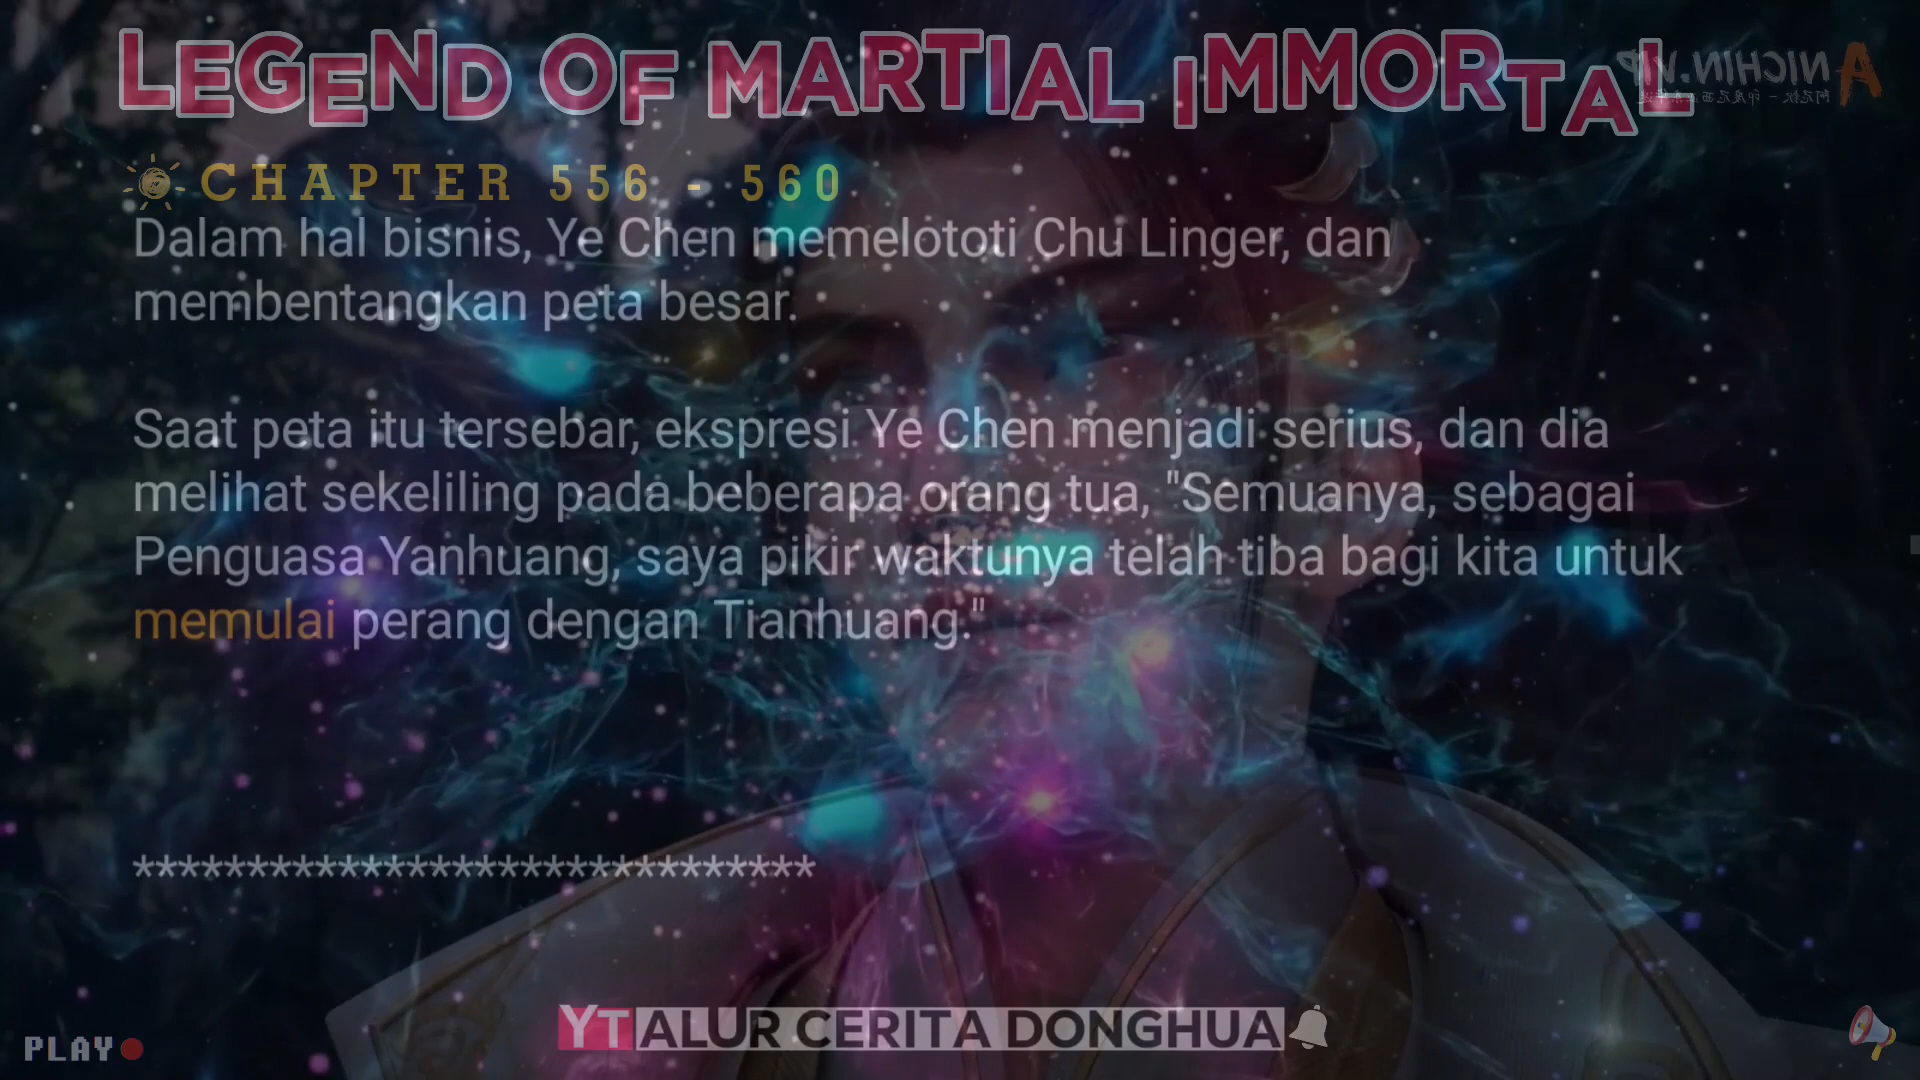 LEGEND OF MARTIAL IMMORTAL
ANICHIN.VIP
CHAPTER 556 - 560
Dalam hal bisnis, Ye Chen memelototi Chu Linger, dan
membentangkan peta besar.
Saat peta itu tersebar, ekspresi Ye Chen menjadi serius, dan dia
melihat sekeliling pada beberapa orang tua, "Semuanya, sebagai
Penguasa Yanhuang, saya pikir waktunya telah tiba bagi kita untuk
memulai perang dengan Tianhuang."
******************************
YT ALUR CERITA DONGHUA
PLAY